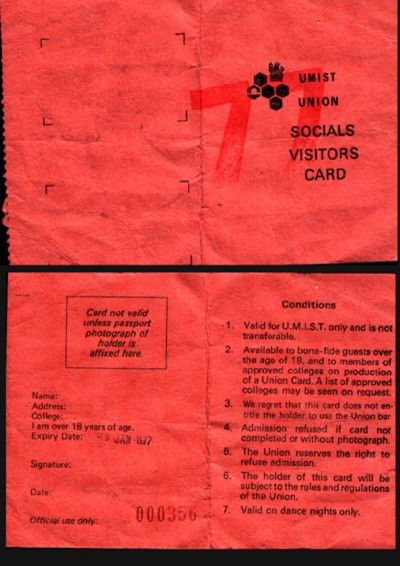 77
UMIST
UNION
SOCIALS
VISITORS
CARD
Card not valid
unless passport
photograph of
holder is
affixed here.
Name:
Address:
College:
I am over 18 years of age.
Expiry Date: JAN 1977
Signature:
Date:
Official use only: 000356
Conditions
1. Valid for U.M.I.S.T. only and is not
transferable.
2. Available to bona-fide guests over
the age of 18, and to members of
approved colleges on production
of a Union Card. A list of approved
colleges may be seen on request.
3. We regret that this card does not en-
title the holder to use the Union bar
4. Admission refused if card not
completed or without photograph.
5. The Union reserves the right to
refuse admission.
6. The holder of this card will be
subject to the rules and regulations
of the Union.
7. Valid on dance nights only.